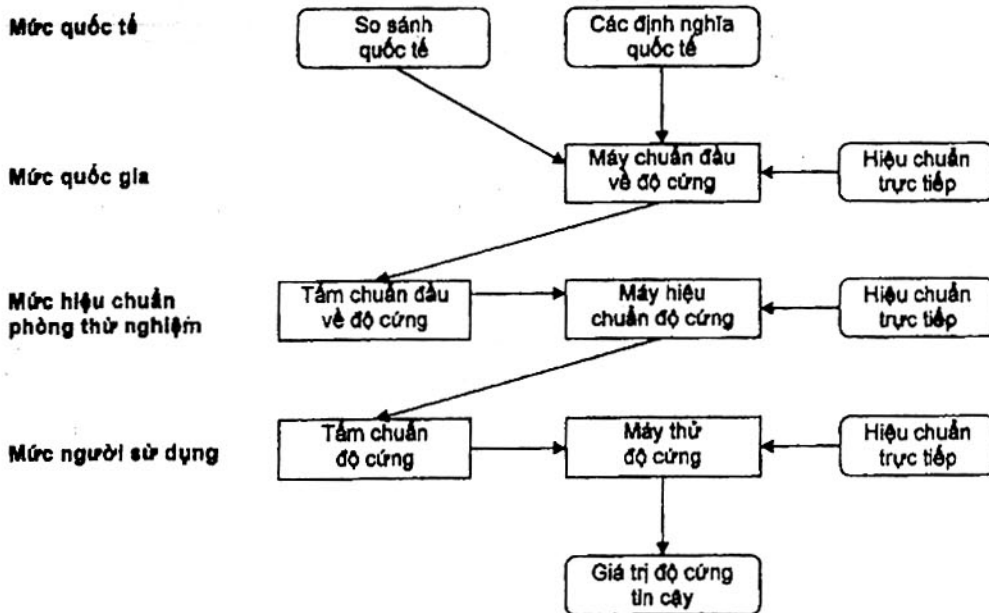 Mức quốc tế
So sánh
quốc tế
Các định nghĩa
quốc tế
Mức quốc gia
Máy chuẩn đầu
về độ cứng
Hiệu chuẩn
trực tiếp
Mức hiệu chuẩn
phòng thử nghiệm
Tấm chuẩn đầu
về độ cứng
Máy hiệu
chuẩn độ cứng
Hiệu chuẩn
trực tiếp
Mức người sử dụng
Tấm chuẩn
độ cứng
Máy thử
độ cứng
Hiệu chuẩn
trực tiếp
Giá trị độ cứng
tin cậy